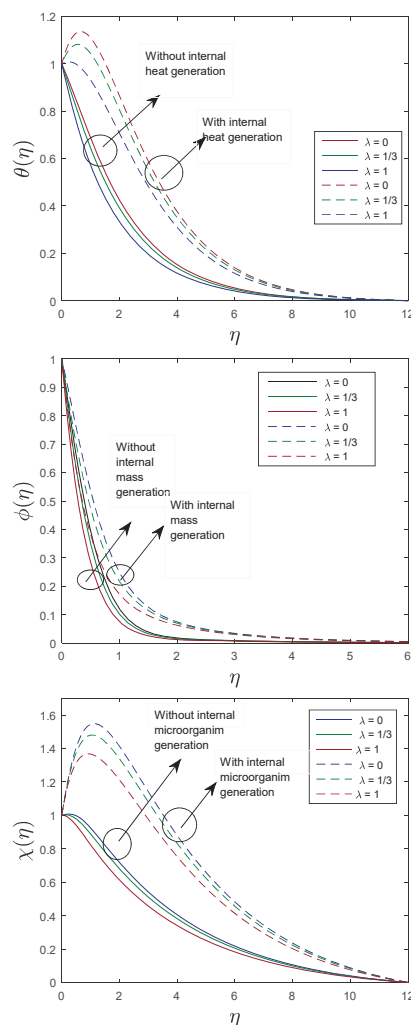 1.2
1
0.8
0.6
0.4
0.2
0
θ(η)
Without internal
heat generation
With internal
heat generation
λ = 0
λ = 1/3
λ = 1
λ = 0
λ = 1/3
λ = 1
0 2 4 6 8 10 12
η
1
0.9
0.8
0.7
0.6
0.5
0.4
0.3
0.2
0.1
0
ϕ(η)
Without
internal
mass
generation
With internal
mass
generation
λ = 0
λ = 1/3
λ = 1
λ = 0
λ = 1/3
λ = 1
0 1 2 3 4 5 6
η
1.6
1.4
1.2
1
0.8
0.6
0.4
0.2
0
χ(η)
Without internal
microorganim
generation
With internal
microorganim
generation
λ = 0
λ = 1/3
λ = 1
λ = 0
λ = 1/3
λ = 1
0 2 4 6 8 10 12
η